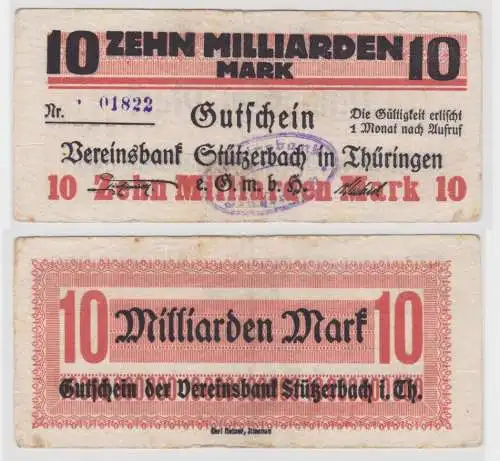 10 ZEHN MILLIARDEN 10
MARK
Nr. 01822
Gutschein
Die Gültigkeit erlischt
1 Monat nach Aufruf
Vereinsbank Stützerbach in Thüringen
10 Zehn Milliarden Mark 10
e. G. m. b. H.
10 Milliarden Mark 10
Gutschein der Vereinsbank Stützerbach i. Th.